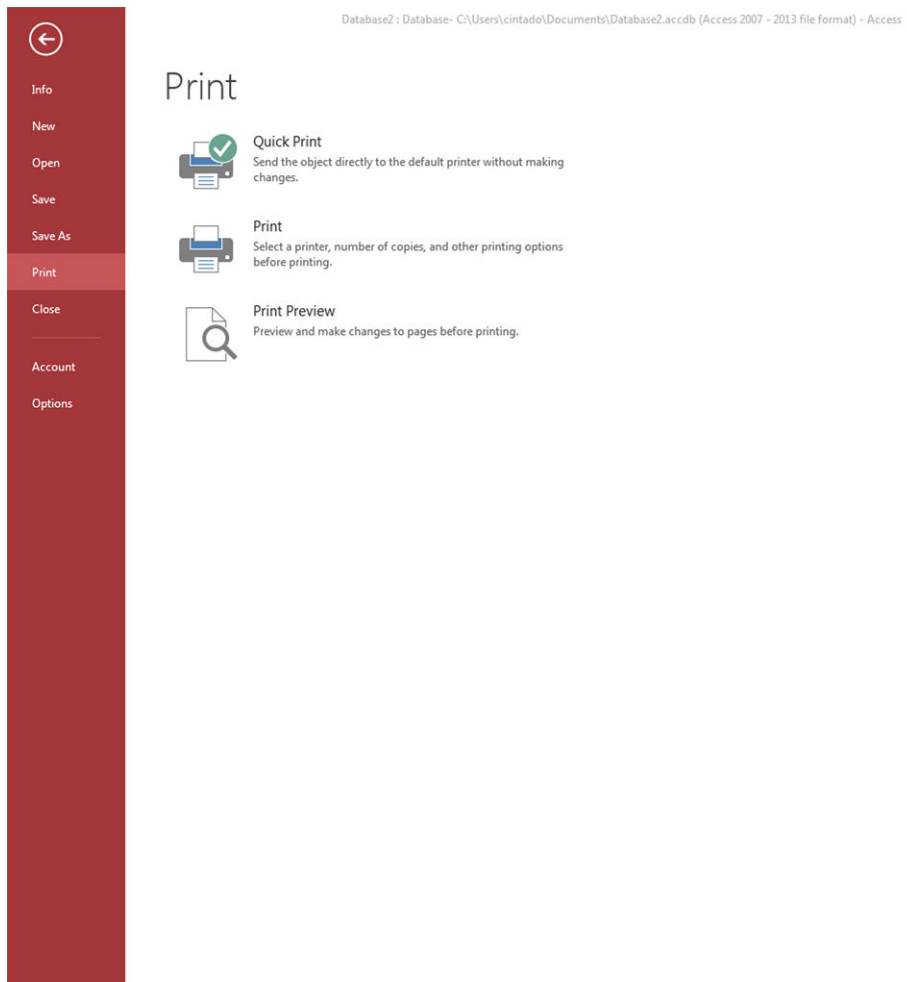 Database2 : Database- C:\Users\cintado\Documents\Database2.accdb (Access 2007 - 2013 file format) - Access
Info
New
Open
Save
Save As
Print
Close
Account
Options
Print
Quick Print
Send the object directly to the default printer without making
changes.
Print
Select a printer, number of copies, and other printing options
before printing.
Print Preview
Preview and make changes to pages before printing.